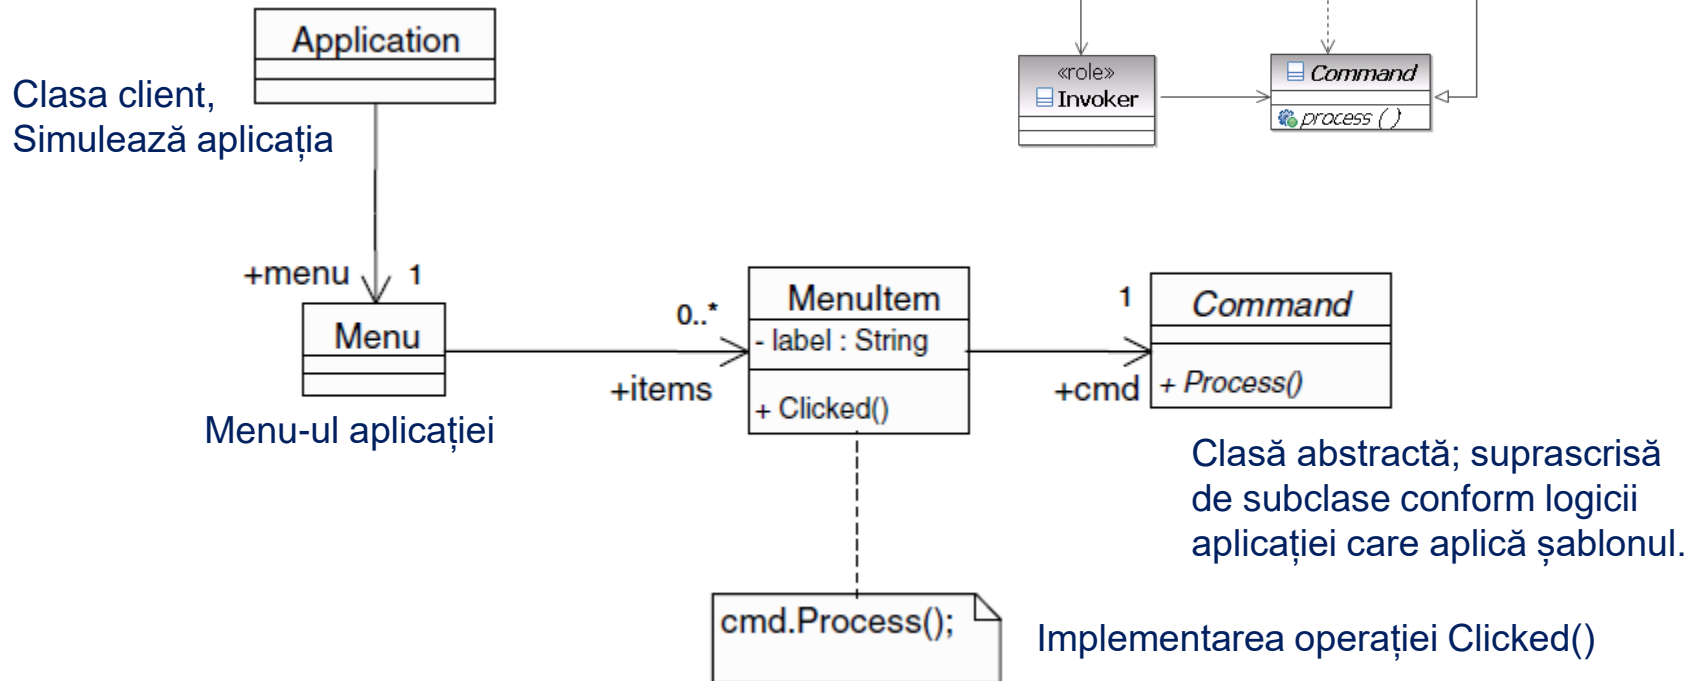 Application
Clasa client,
Simulează aplicația
«role»
Invoker
Command
process ( )
+menu
1
Menu
Menu-ul aplicației
0..*
+items
MenuItem
- label : String
+ Clicked()
1
+cmd
Command
+ Process()
Clasă abstractă; suprascrisă
de subclase conform logicii
aplicației care aplică șablonul.
cmd.Process();
Implementarea operației Clicked()